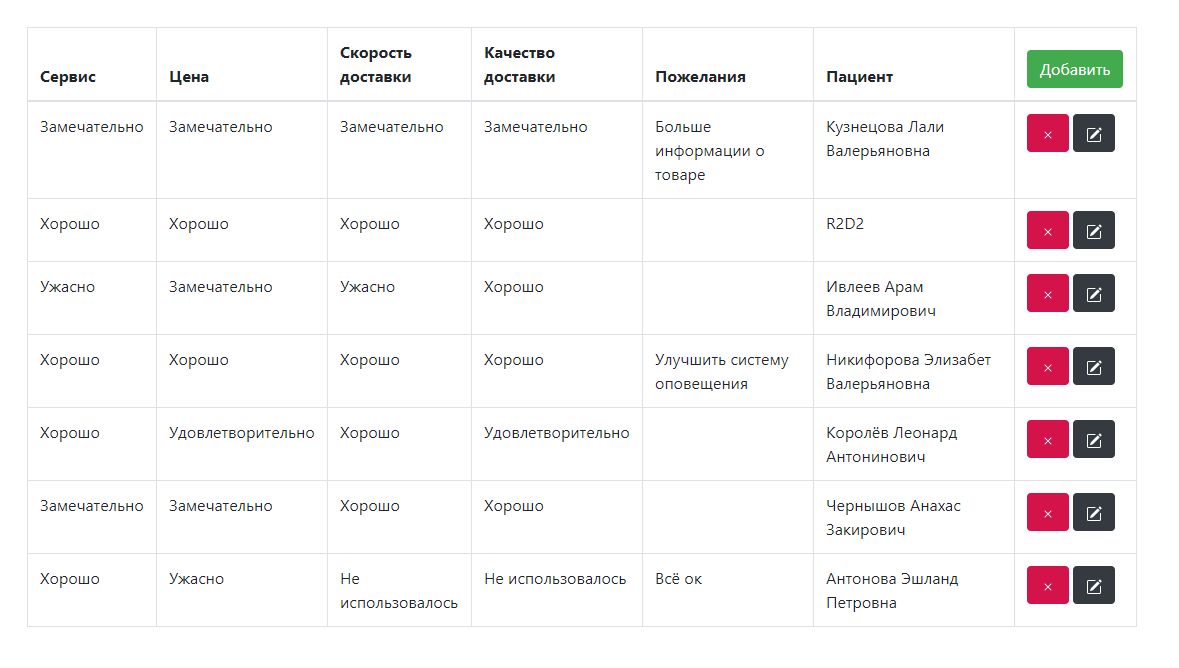 Сервис
Цена
Скорость
доставки
Качество
доставки
Пожелания
Пациент
Добавить
Замечательно
Замечательно
Замечательно
Замечательно
Больше
информации о
товаре
Кузнецова Лали
Валерьяновна
Хорошо
Хорошо
Хорошо
Хорошо
R2D2
Ужасно
Замечательно
Ужасно
Хорошо
Ивлеев Арам
Владимирович
Хорошо
Хорошо
Хорошо
Хорошо
Улучшить систему
оповещения
Никифорова Элизабет
Валерьяновна
Хорошо
Удовлетворительно
Хорошо
Удовлетворительно
Королёв Леонард
Антонинович
Замечательно
Замечательно
Хорошо
Хорошо
Чернышов Анахас
Закирович
Хорошо
Ужасно
Не
использовалось
Не использовалось
Всё ок
Антонова Эшланд
Петровна